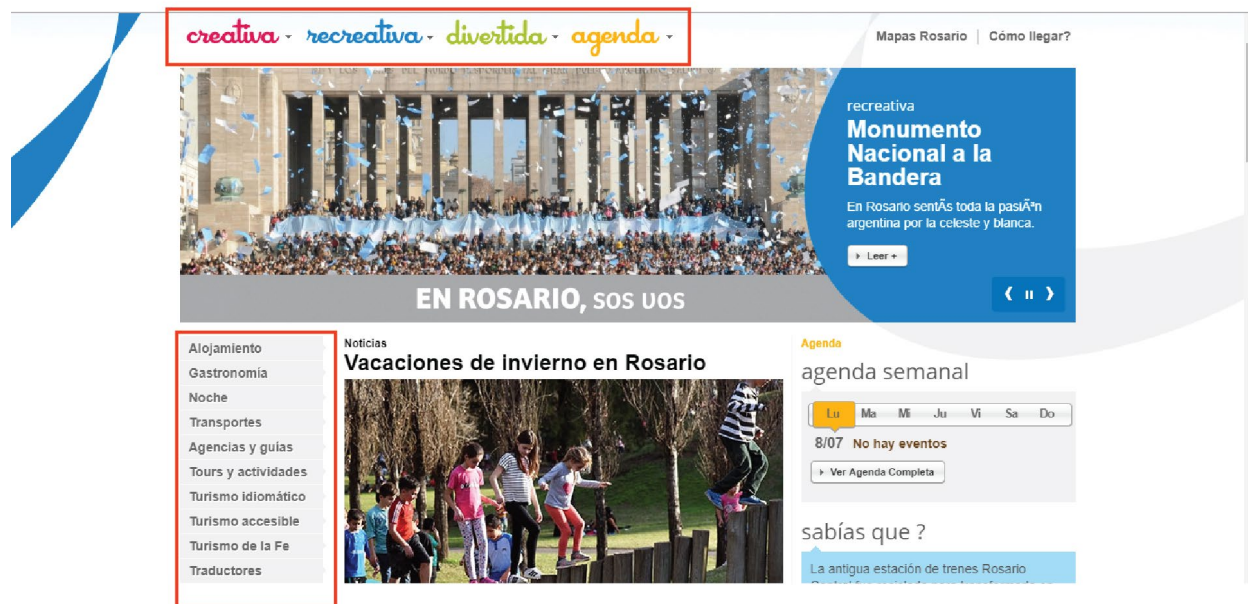 creativa
recreativa
divertida
agenda
Mapas Rosario | Cómo llegar?
recreativa
Monumento
Nacional a la
Bandera
En Rosario sentÃs toda la pasiÃªn
argentina por la celeste y blanca.
Leer +
EN ROSARIO, SOS VOS
Alojamiento
Gastronomía
Noche
Transportes
Agencias y guías
Tours y actividades
Turismo idiomático
Turismo accesible
Turismo de la Fe
Traductores
Noticias
Vacaciones de invierno en Rosario
Agenda
agenda semanal
Lu Ma Mi Ju Vi Sa Do
8/07 No hay eventos
Ver Agenda Completa
sabías que ?
La antigua estación de trenes Rosario